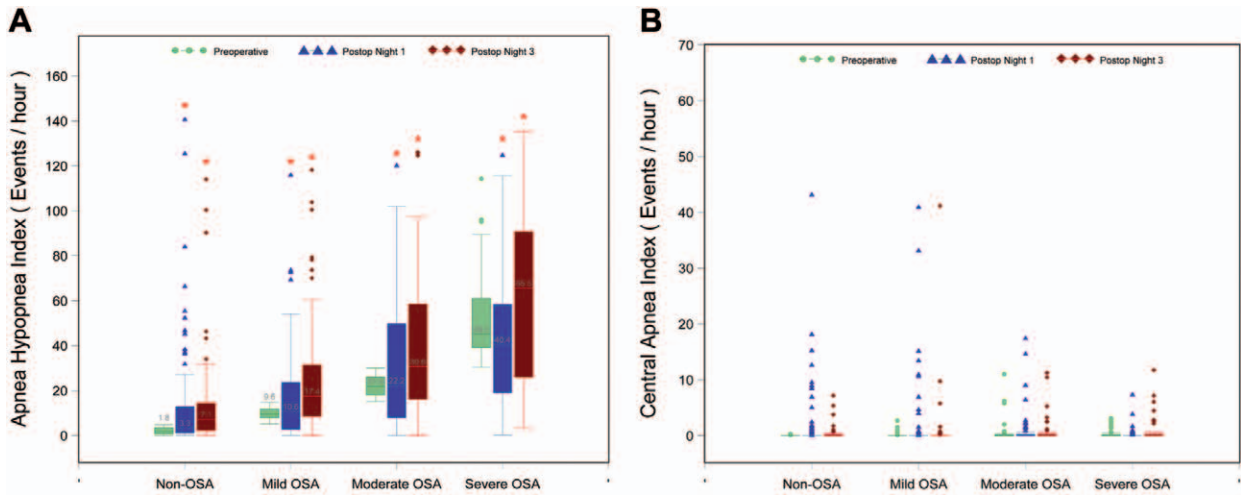 A
Apnea Hypopnea Index ( Events / hour )
Preoperative Postop Night 1 Postop Night 3
160
140
120
100
80
60
40
20
0
1.8
9.6
Non-OSA Mild OSA Moderate OSA Severe OSA
B
Central Apnea Index ( Events / hour )
70
Preoperative Postop Night 1 Postop Night 3
60
50
40
30
20
10
0
Non-OSA Mild OSA Moderate OSA Severe OSA